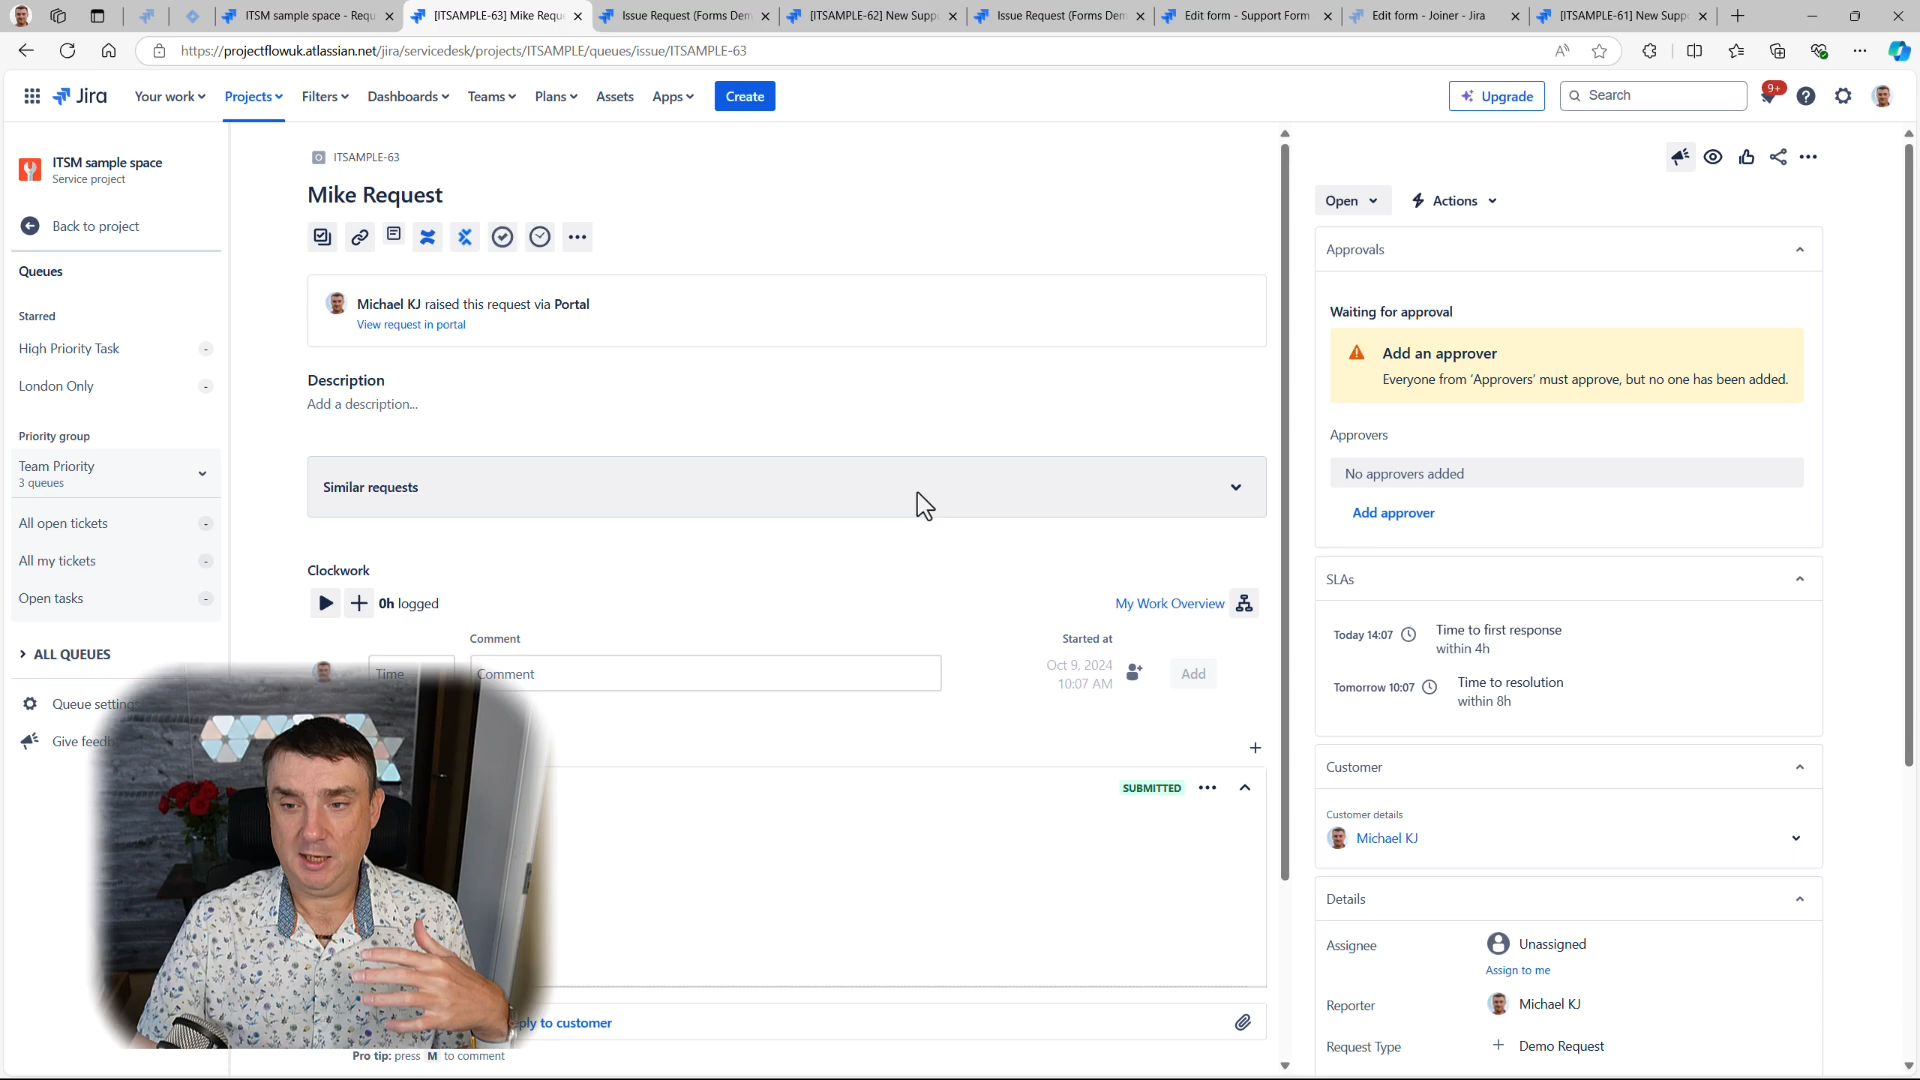 ITSM sample space - Requ
[ITSAMPLE-63] Mike Reque
Issue Request (Forms Dem
[ITSAMPLE-62] New Suppo
Issue Request (Forms Dem
Edit form - Support Form
Edit form - Joiner - Jira
[ITSAMPLE-61] New Suppo
https://projectflowuk.atlassian.net/jira/servicedesk/projects/ITSAMPLE/queues/issue/ITSAMPLE-63
Jira
Your work
Projects
Filters
Dashboards
Teams
Plans
Assets
Apps
Create
Upgrade
Search
9+
ITSM sample space
Service project
Back to project
Queues
Starred
High Priority Task
-
London Only
-
Priority group
Team Priority
3 queues
All open tickets
-
All my tickets
-
Open tasks
-
ALL QUEUES
Queue settings
Give feedb
ITSAMPLE-63
Mike Request
Michael KJ raised this request via Portal
View request in portal
Description
Add a description...
Similar requests
Clockwork
0h logged
My Work Overview
Comment
Started at
Time
Comment
Oct 9, 2024
10:07 AM
Add
SUBMITTED
ply to customer
Pro tip: press M to comment
Open
Actions
Approvals
Waiting for approval
Add an approver
Everyone from 'Approvers' must approve, but no one has been added.
Approvers
No approvers added
Add approver
SLAs
Today 14:07
Time to first response
within 4h
Tomorrow 10:07
Time to resolution
within 8h
Customer
Customer details
Michael KJ
Details
Assignee
Unassigned
Assign to me
Reporter
Michael KJ
Request Type
Demo Request